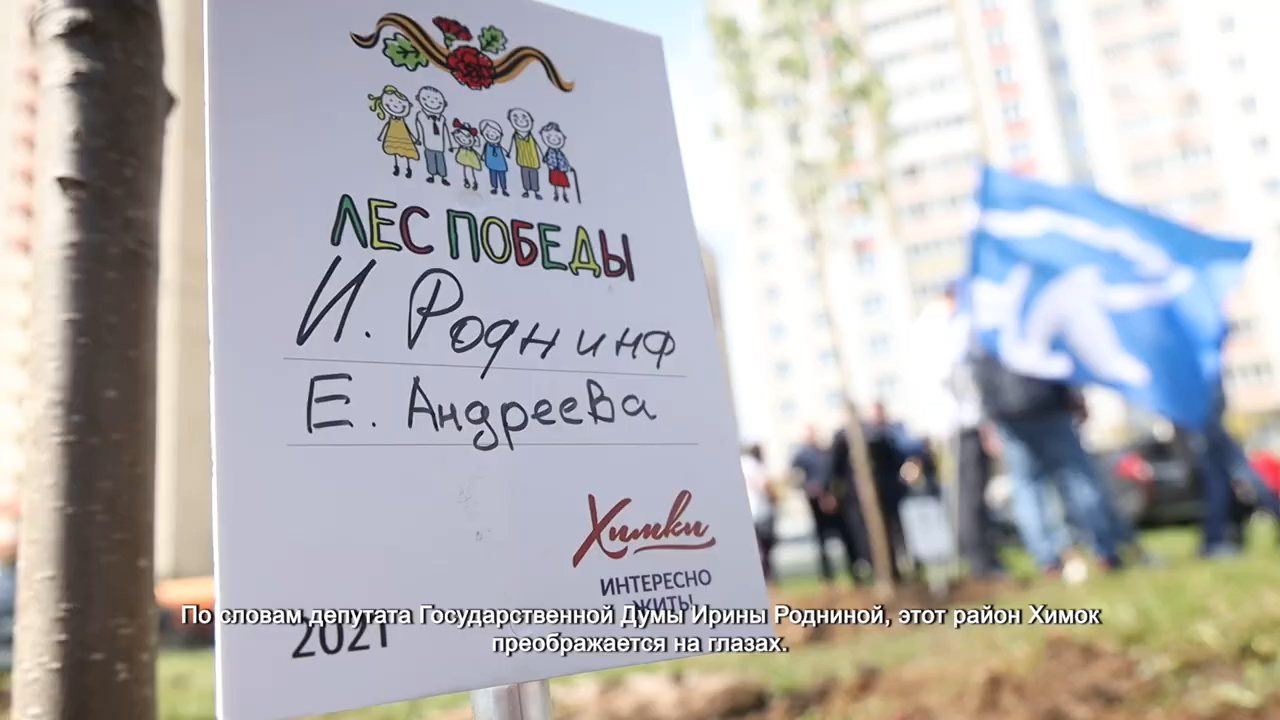 ЛЕС ПОБЕДЫ
И. Роднина
Е. Андреева
Химки
ИНТЕРЕСНО
ЖИТЬ!
2021
По словам депутата Государственной Думы Ирины Родниной, этот район Химок
преображается на глазах.